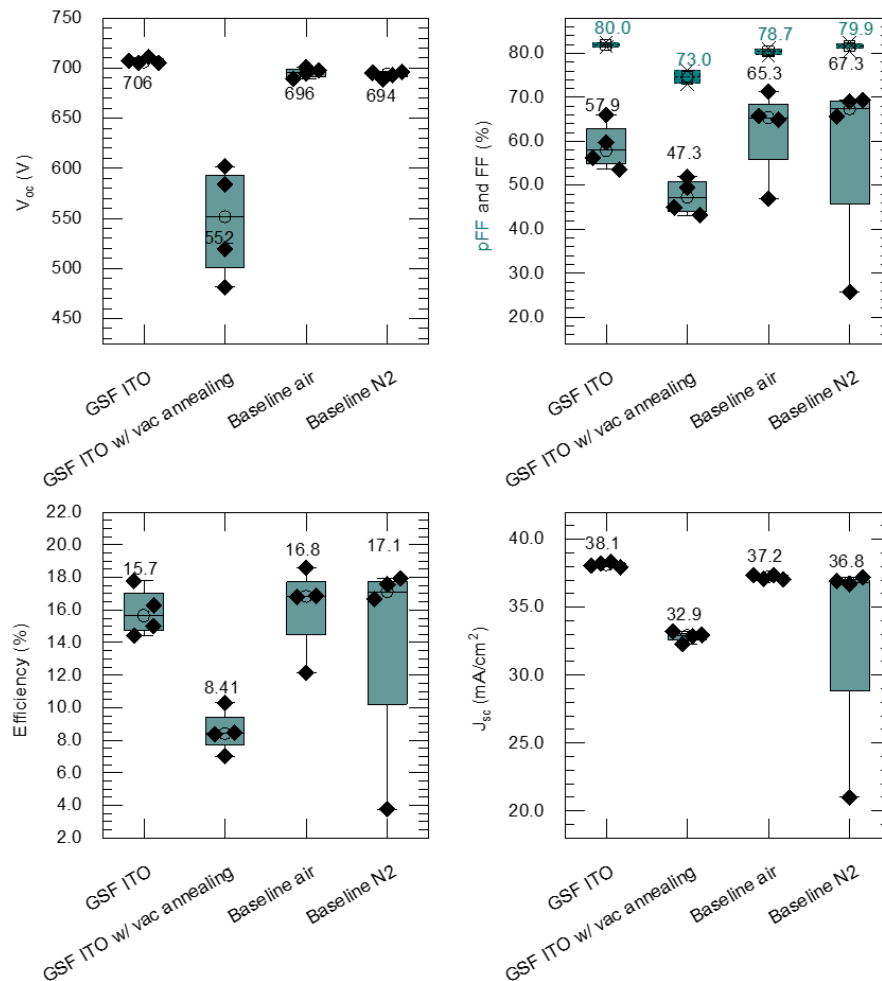 750
700
650
600
550
500
450
V_oc (V)
706
552
696
694
GSF ITO
GSF ITO w/ vac annealing
Baseline air
Baseline N2
80.0
70.0
60.0
50.0
40.0
30.0
20.0
pFF and FF (%)
80.0
73.0
78.7
79.9
57.9
47.3
65.3
67.3
GSF ITO
GSF ITO w/ vac annealing
Baseline air
Baseline N2
22.0
20.0
18.0
16.0
14.0
12.0
10.0
8.0
6.0
4.0
2.0
Efficiency (%)
15.7
8.41
16.8
17.1
GSF ITO
GSF ITO w/ vac annealing
Baseline air
Baseline N2
40.0
35.0
30.0
25.0
20.0
J_sc (mA/cm²)
38.1
32.9
37.2
36.8
GSF ITO
GSF ITO w/ vac annealing
Baseline air
Baseline N2